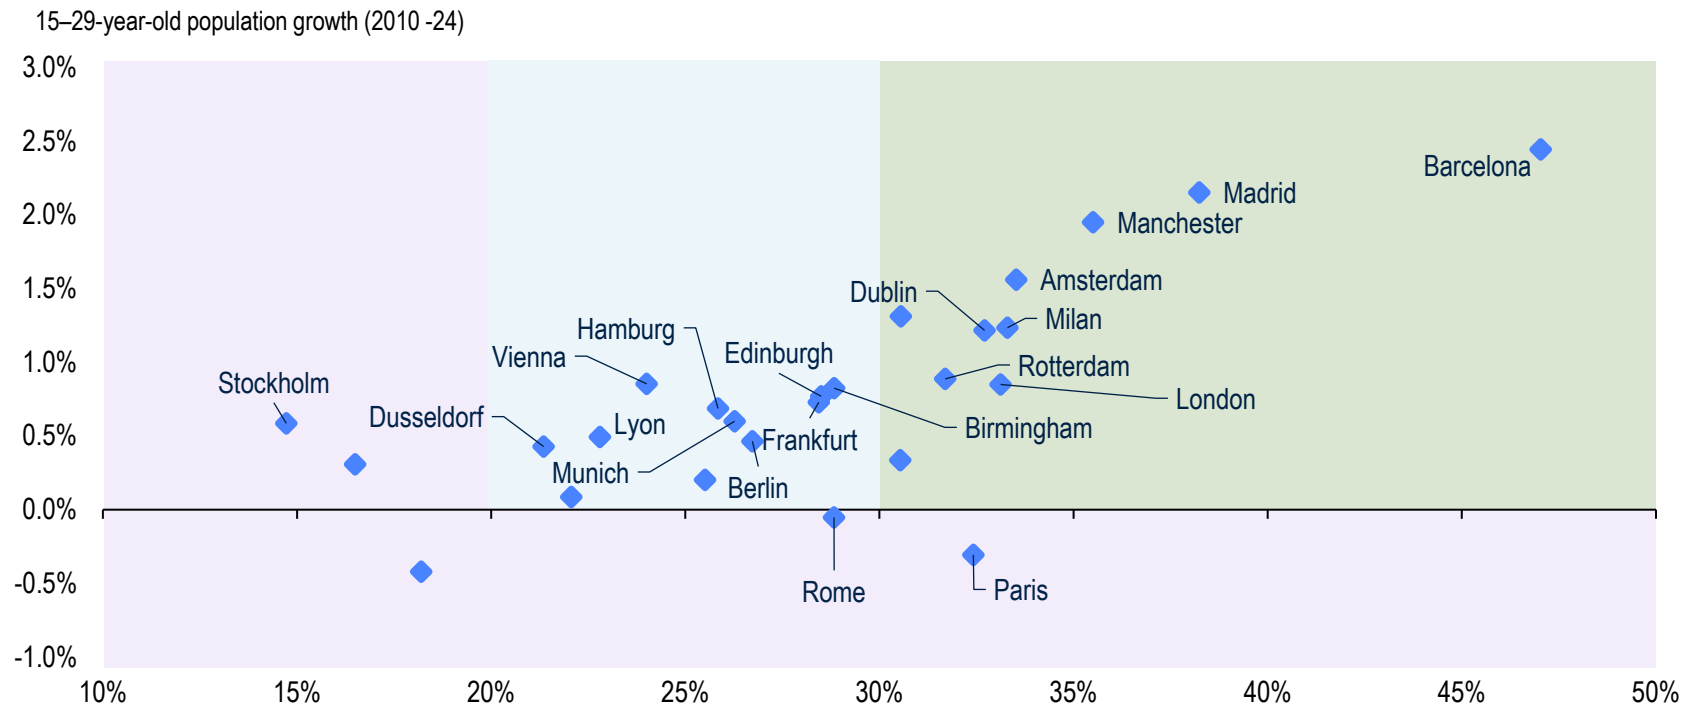 15–29-year-old population growth (2010 -24)
3.0%
2.5%
Barcelona
2.0%
Madrid
Manchester
1.5%
Amsterdam
Dublin
Milan
Hamburg
1.0%
Vienna
Edinburgh
Rotterdam
Stockholm
London
0.5%
Dusseldorf
Lyon
Frankfurt
Birmingham
Munich
Berlin
0.0%
-0.5%
Rome
Paris
-1.0%
10% 15% 20% 25% 30% 35% 40% 45% 50%